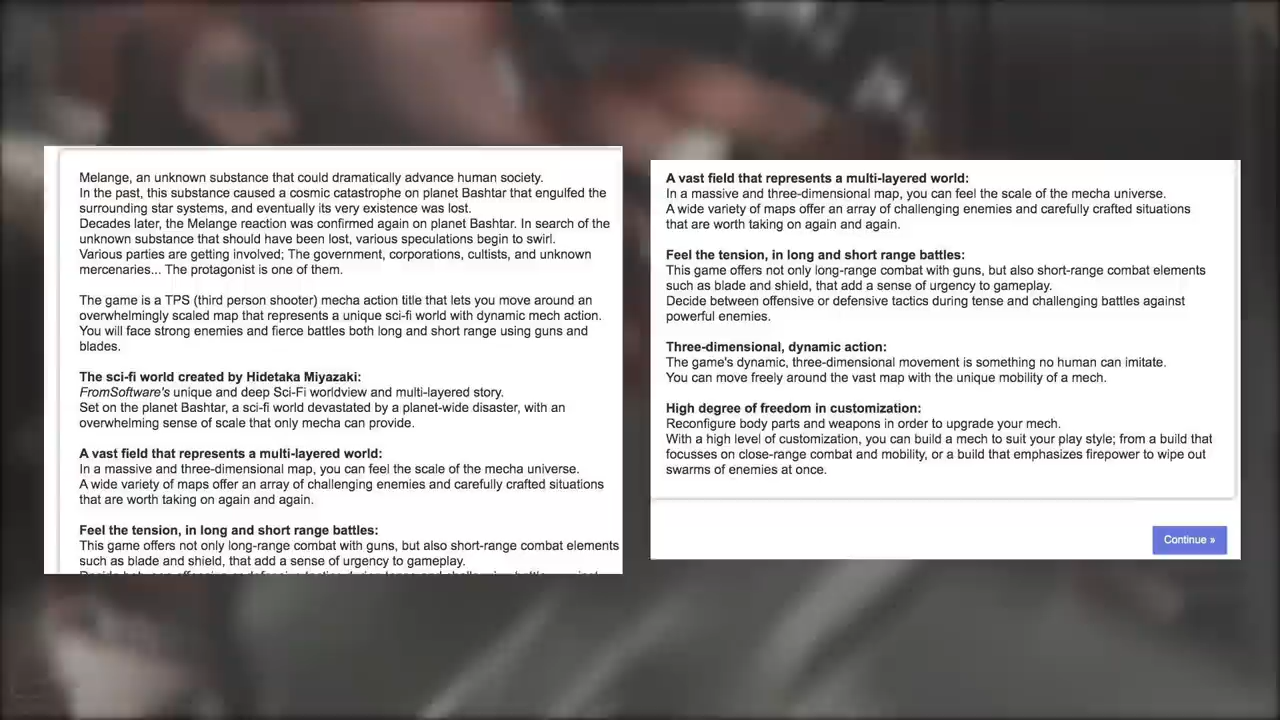 Melange, an unknown substance that could dramatically advance human society.
In the past, this substance caused a cosmic catastrophe on planet Bashtar that engulfed the
surrounding star systems, and eventually its very existence was lost.
Decades later, the Melange reaction was confirmed again on planet Bashtar. In search of the
unknown substance that should have been lost, various speculations begin to swirl.
Various parties are getting involved; The government, corporations, cultists, and unknown
mercenaries... The protagonist is one of them.
The game is a TPS (third person shooter) mecha action title that lets you move around an
overwhelmingly scaled map that represents a unique sci-fi world with dynamic mech action.
You will face strong enemies and fierce battles both long and short range using guns and
blades.
The sci-fi world created by Hidetaka Miyazaki:
FromSoftware's unique and deep Sci-Fi worldview and multi-layered story.
Set on the planet Bashtar, a sci-fi world devastated by a planet-wide disaster, with an
overwhelming sense of scale that only mecha can provide.
A vast field that represents a multi-layered world:
In a massive and three-dimensional map, you can feel the scale of the mecha universe.
A wide variety of maps offer an array of challenging enemies and carefully crafted situations
that are worth taking on again and again.
Feel the tension, in long and short range battles:
This game offers not only long-range combat with guns, but also short-range combat elements
such as blade and shield, that add a sense of urgency to gameplay.
A vast field that represents a multi-layered world:
In a massive and three-dimensional map, you can feel the scale of the mecha universe.
A wide variety of maps offer an array of challenging enemies and carefully crafted situations
that are worth taking on again and again.
Feel the tension, in long and short range battles:
This game offers not only long-range combat with guns, but also short-range combat elements
such as blade and shield, that add a sense of urgency to gameplay.
Decide between offensive or defensive tactics during tense and challenging battles against
powerful enemies.
Three-dimensional, dynamic action:
The game's dynamic, three-dimensional movement is something no human can imitate.
You can move freely around the vast map with the unique mobility of a mech.
High degree of freedom in customization:
Reconfigure body parts and weapons in order to upgrade your mech.
With a high level of customization, you can build a mech to suit your play style; from a build that
focusses on close-range combat and mobility, or a build that emphasizes firepower to wipe out
swarms of enemies at once.
Continue »